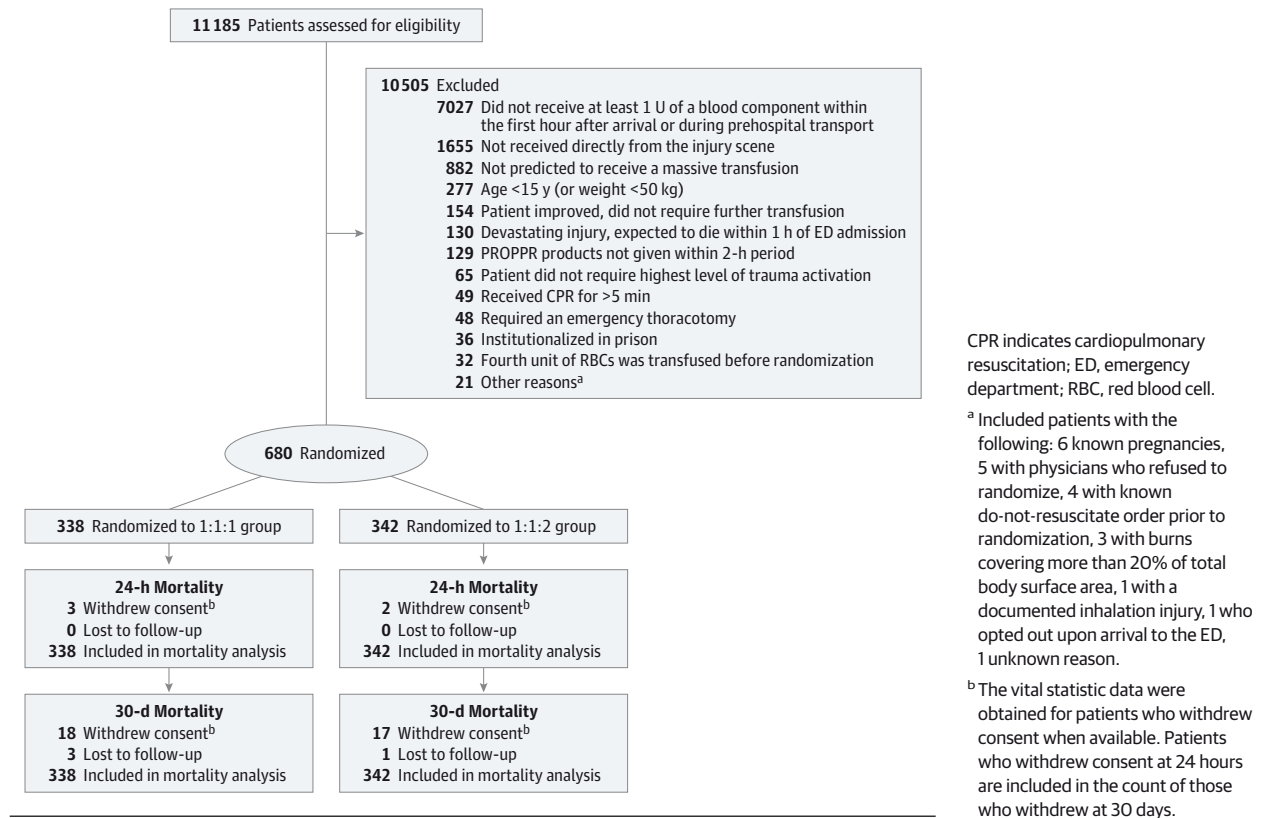 11185 Patients assessed for eligibility
10505 Excluded
7027 Did not receive at least 1 U of a blood component within
the first hour after arrival or during prehospital transport
1655 Not received directly from the injury scene
882 Not predicted to receive a massive transfusion
277 Age <15 y (or weight <50 kg)
154 Patient improved, did not require further transfusion
130 Devastating injury, expected to die within 1 h of ED admission
129 PROPPR products not given within 2-h period
65 Patient did not require highest level of trauma activation
49 Received CPR for >5 min
48 Required an emergency thoracotomy
36 Institutionalized in prison
32 Fourth unit of RBCs was transfused before randomization
21 Other reasonsᵃ
680 Randomized
338 Randomized to 1:1:1 group
342 Randomized to 1:1:2 group
24-h Mortality
3 Withdrew consentᵇ
0 Lost to follow-up
338 Included in mortality analysis
24-h Mortality
2 Withdrew consentᵇ
0 Lost to follow-up
342 Included in mortality analysis
30-d Mortality
18 Withdrew consentᵇ
3 Lost to follow-up
338 Included in mortality analysis
30-d Mortality
17 Withdrew consentᵇ
1 Lost to follow-up
342 Included in mortality analysis
CPR indicates cardiopulmonary
resuscitation; ED, emergency
department; RBC, red blood cell.
ᵃ Included patients with the
following: 6 known pregnancies,
5 with physicians who refused to
randomize, 4 with known
do-not-resuscitate order prior to
randomization, 3 with burns
covering more than 20% of total
body surface area, 1 with a
documented inhalation injury, 1 who
opted out upon arrival to the ED,
1 unknown reason.
ᵇ The vital statistic data were
obtained for patients who withdrew
consent when available. Patients
who withdrew consent at 24 hours
are included in the count of those
who withdrew at 30 days.